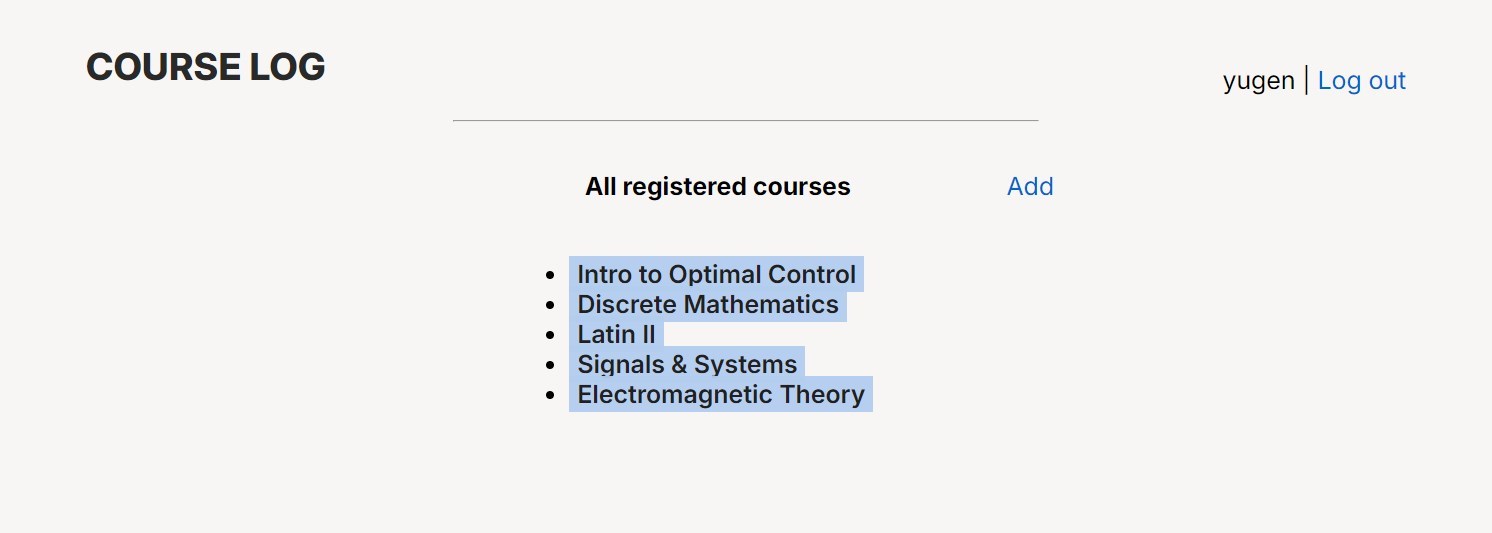 COURSE LOG
yugen | Log out
All registered courses
Add
Intro to Optimal Control
Discrete Mathematics
Latin II
Signals & Systems
Electromagnetic Theory